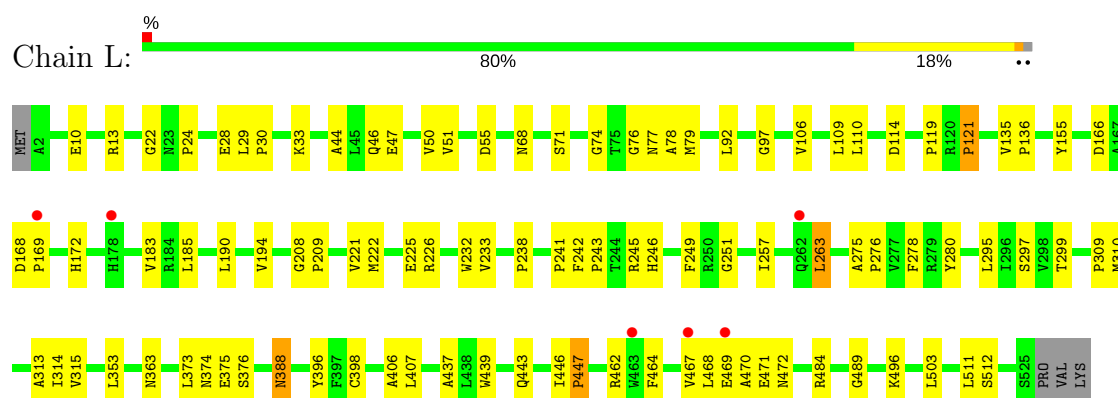 %
Chain L:
80% 18% ••
MET A2 E10 R13 G22 N23 P24 E28 L29 P30 K33 A44 L45 Q46 E47 V50 V51 D55 N68 S71 G74 T75 G76 N77 A78 M79 L92 G97 V106 L109 L110 D114 P119 R120 P121 V135 P136 Y155 D166 A167
D168 P169 H172 H178 V183 R184 L185 L190 V194 G208 P209 V221 M222 E225 R226 W232 V233 P238 P241 F242 P243 T244 R245 H246 F249 R250 G251 I257 Q262 L263 A275 P276 V277 F278 R279 Y280 L295 I296 S297 V298 T299 P309 M310
A313 I314 V315 L353 N363 L373 N374 E375 S376 N388 Y396 F397 C398 A406 L407 A437 L438 W439 Q443 I446 P447 R462 W463 F464 V467 L468 E469 A470 E471 N472 R484 G489 K496 L503 L511 S512 S525 PRO VAL LYS